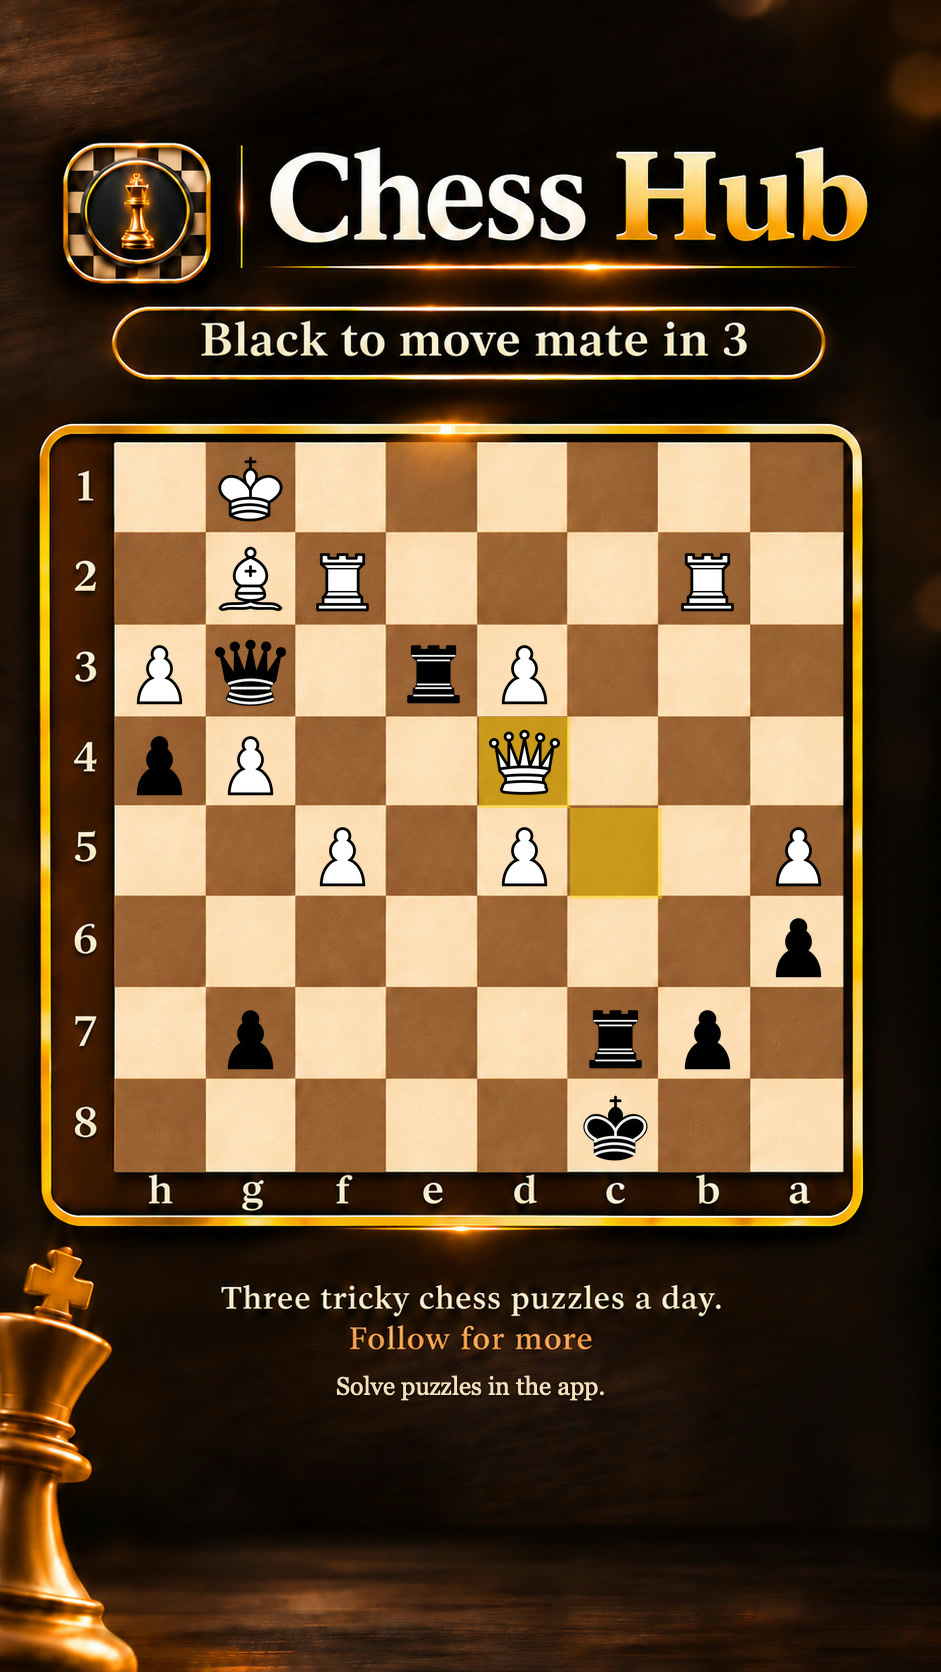 Chess Hub
Black to move mate in 3
1
2
3
4
5
6
7
8
h g f e d c b a
Three tricky chess puzzles a day.
Follow for more
Solve puzzles in the app.